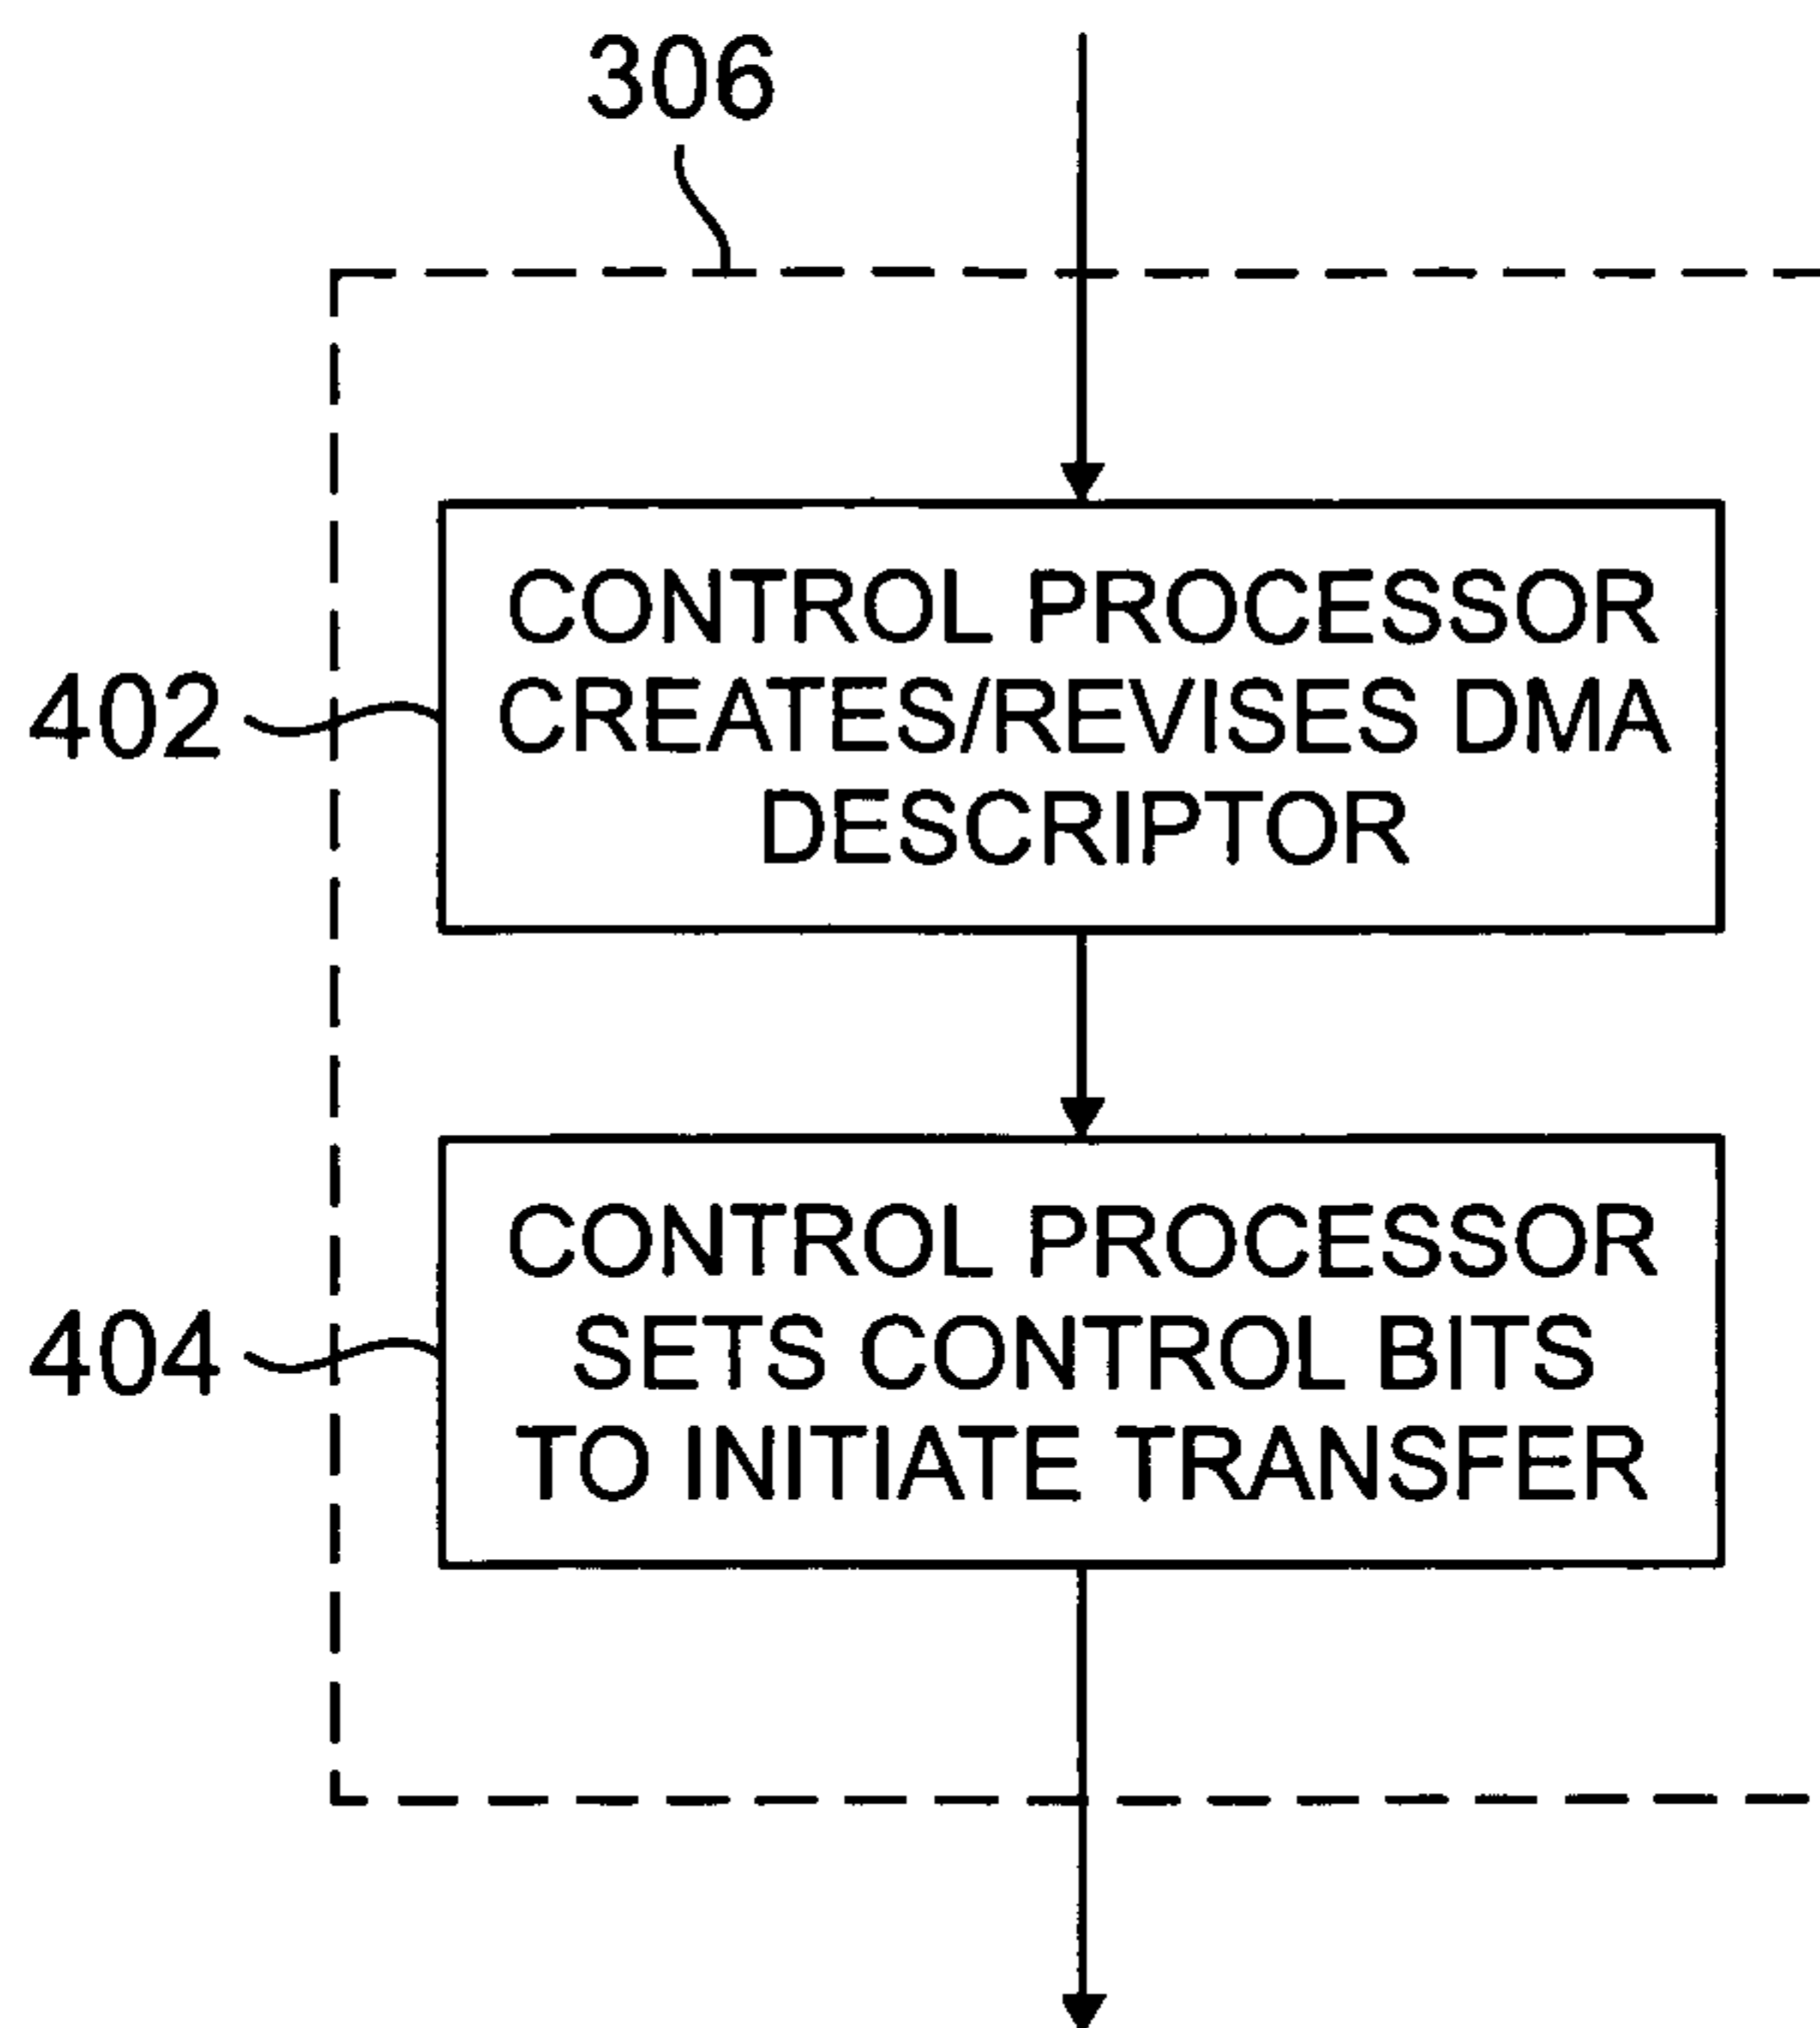 306
402
CONTROL PROCESSOR
CREATES/REVISES DMA
DESCRIPTOR
404
CONTROL PROCESSOR
SETS CONTROL BITS
TO INITIATE TRANSFER